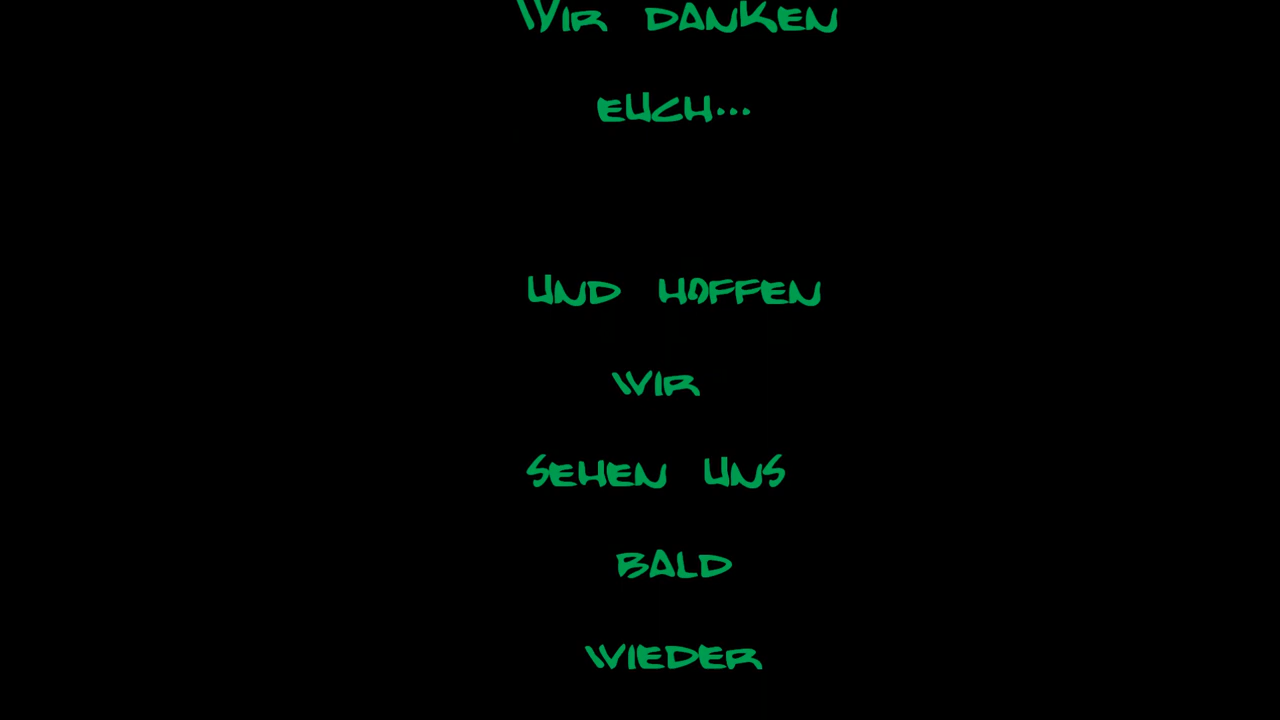 WIR DANKEN
EUCH...
UND HOFFEN
WIR
SEHEN UNS
BALD
WIEDER